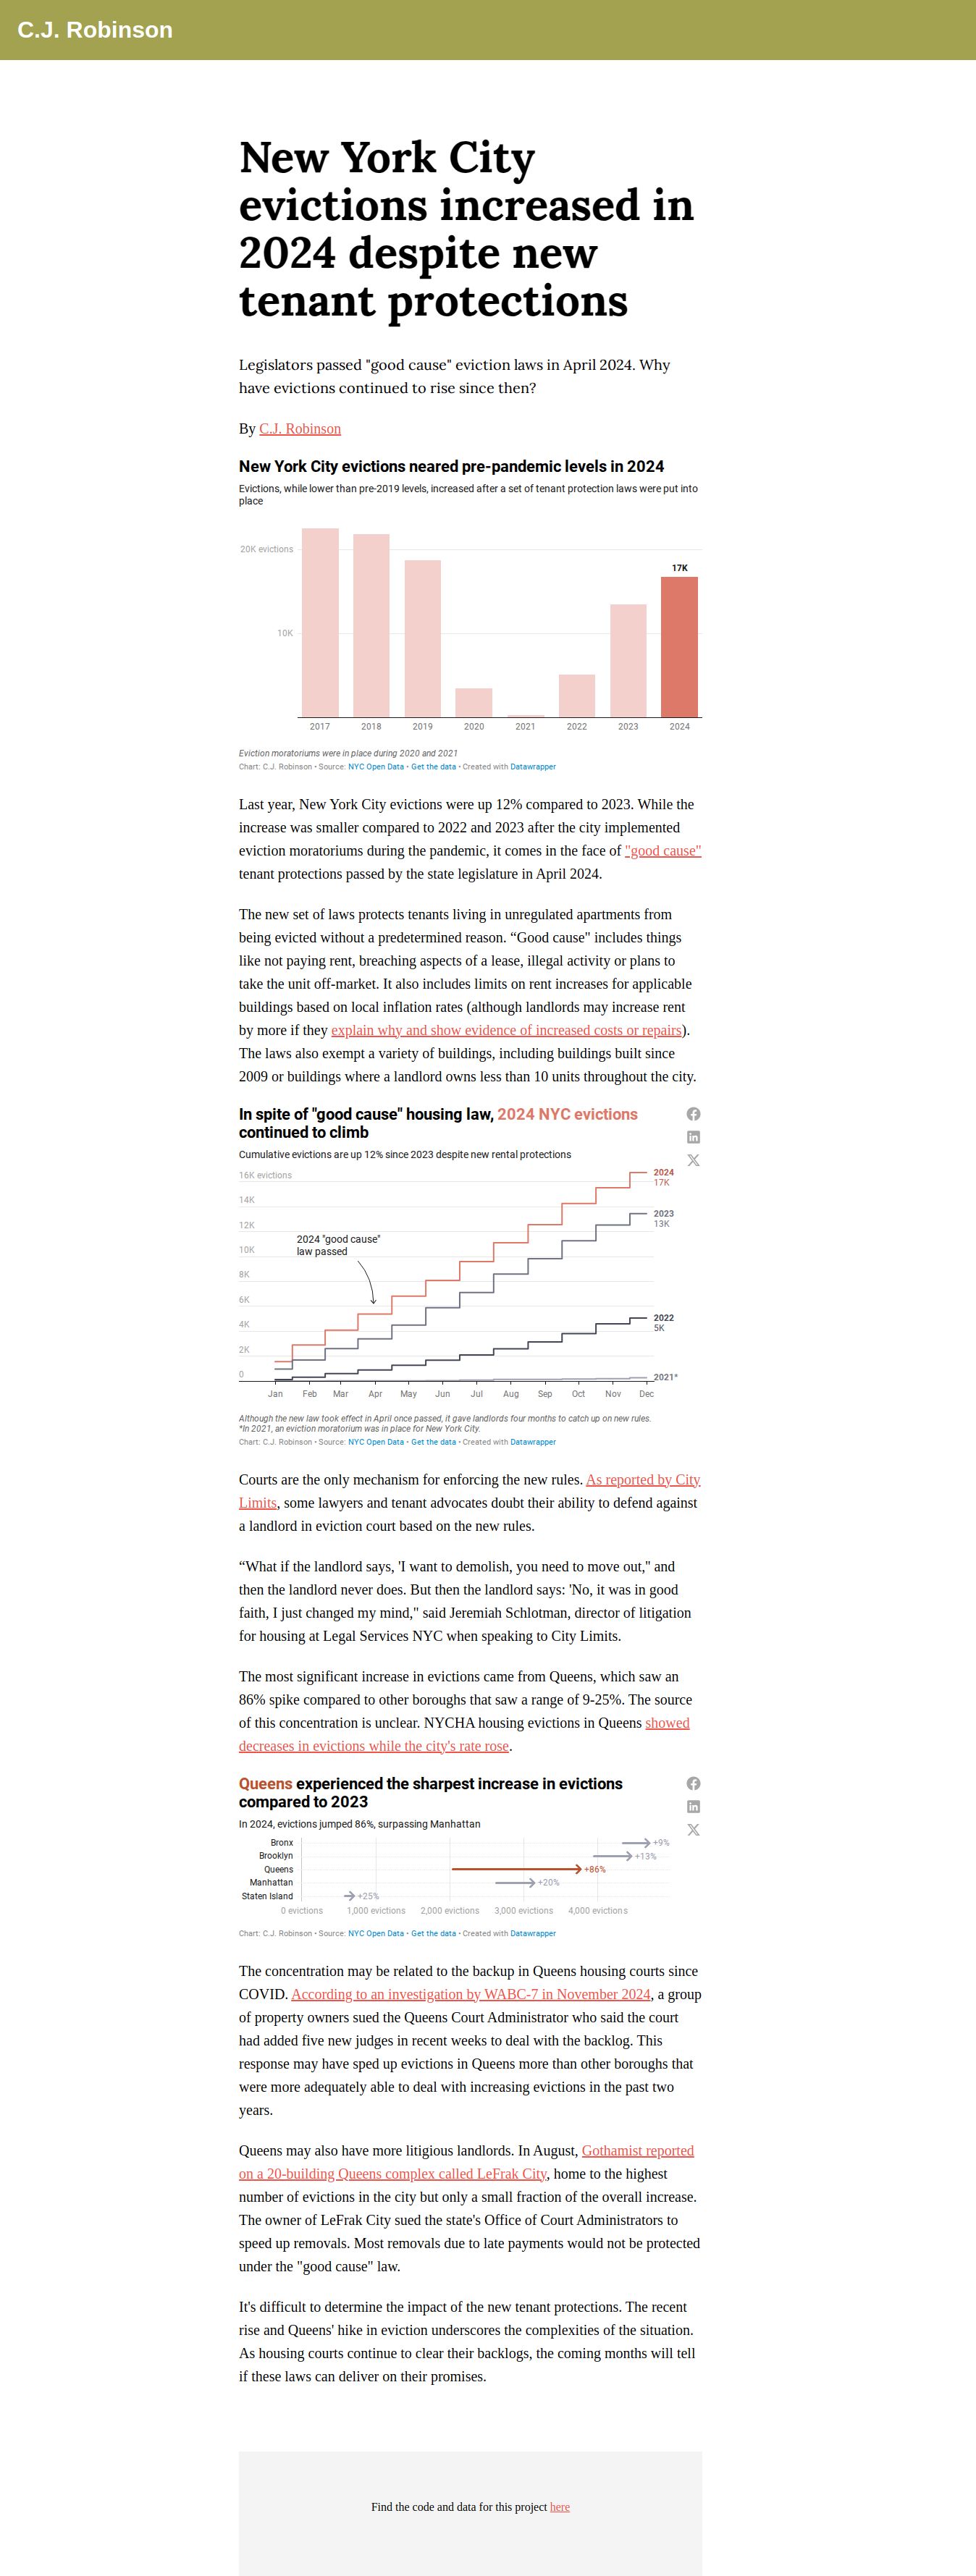 C.J. Robinson
New York City
evictions increased in
2024 despite new
tenant protections
Legislators passed "good cause" eviction laws in April 2024. Why
have evictions continued to rise since then?
By C.J. Robinson
New York City evictions neared pre-pandemic levels in 2024
Evictions, while lower than pre-2019 levels, increased after a set of tenant protection laws were put into
place
20K evictions
17K
10K
2017 2018 2019 2020 2021 2022 2023 2024
Eviction moratoriums were in place during 2020 and 2021
Chart: C.J. Robinson • Source: NYC Open Data • Get the data • Created with Datawrapper
Last year, New York City evictions were up 12% compared to 2023. While the
increase was smaller compared to 2022 and 2023 after the city implemented
eviction moratoriums during the pandemic, it comes in the face of "good cause"
tenant protections passed by the state legislature in April 2024.
The new set of laws protects tenants living in unregulated apartments from
being evicted without a predetermined reason. “Good cause" includes things
like not paying rent, breaching aspects of a lease, illegal activity or plans to
take the unit off-market. It also includes limits on rent increases for applicable
buildings based on local inflation rates (although landlords may increase rent
by more if they explain why and show evidence of increased costs or repairs).
The laws also exempt a variety of buildings, including buildings built since
2009 or buildings where a landlord owns less than 10 units throughout the city.
In spite of "good cause" housing law, 2024 NYC evictions
continued to climb
Cumulative evictions are up 12% since 2023 despite new rental protections
16K evictions
2024
17K
14K
2023
13K
12K
2024 "good cause"
law passed
10K
8K
6K
4K
2022
5K
2K
0
2021*
Jan Feb Mar Apr May Jun Jul Aug Sep Oct Nov Dec
Although the new law took effect in April once passed, it gave landlords four months to catch up on new rules.
*In 2021, an eviction moratorium was in place for New York City.
Chart: C.J. Robinson • Source: NYC Open Data • Get the data • Created with Datawrapper
Courts are the only mechanism for enforcing the new rules. As reported by City
Limits, some lawyers and tenant advocates doubt their ability to defend against
a landlord in eviction court based on the new rules.
“What if the landlord says, 'I want to demolish, you need to move out," and
then the landlord never does. But then the landlord says: 'No, it was in good
faith, I just changed my mind," said Jeremiah Schlotman, director of litigation
for housing at Legal Services NYC when speaking to City Limits.
The most significant increase in evictions came from Queens, which saw an
86% spike compared to other boroughs that saw a range of 9-25%. The source
of this concentration is unclear. NYCHA housing evictions in Queens showed
decreases in evictions while the city's rate rose.
Queens experienced the sharpest increase in evictions
compared to 2023
In 2024, evictions jumped 86%, surpassing Manhattan
Bronx +9%
Brooklyn +13%
Queens +86%
Manhattan +20%
Staten Island +25%
0 evictions 1,000 evictions 2,000 evictions 3,000 evictions 4,000 evictions
Chart: C.J. Robinson • Source: NYC Open Data • Get the data • Created with Datawrapper
The concentration may be related to the backup in Queens housing courts since
COVID. According to an investigation by WABC-7 in November 2024, a group
of property owners sued the Queens Court Administrator who said the court
had added five new judges in recent weeks to deal with the backlog. This
response may have sped up evictions in Queens more than other boroughs that
were more adequately able to deal with increasing evictions in the past two
years.
Queens may also have more litigious landlords. In August, Gothamist reported
on a 20-building Queens complex called LeFrak City, home to the highest
number of evictions in the city but only a small fraction of the overall increase.
The owner of LeFrak City sued the state's Office of Court Administrators to
speed up removals. Most removals due to late payments would not be protected
under the "good cause" law.
It's difficult to determine the impact of the new tenant protections. The recent
rise and Queens' hike in eviction underscores the complexities of the situation.
As housing courts continue to clear their backlogs, the coming months will tell
if these laws can deliver on their promises.
Find the code and data for this project here